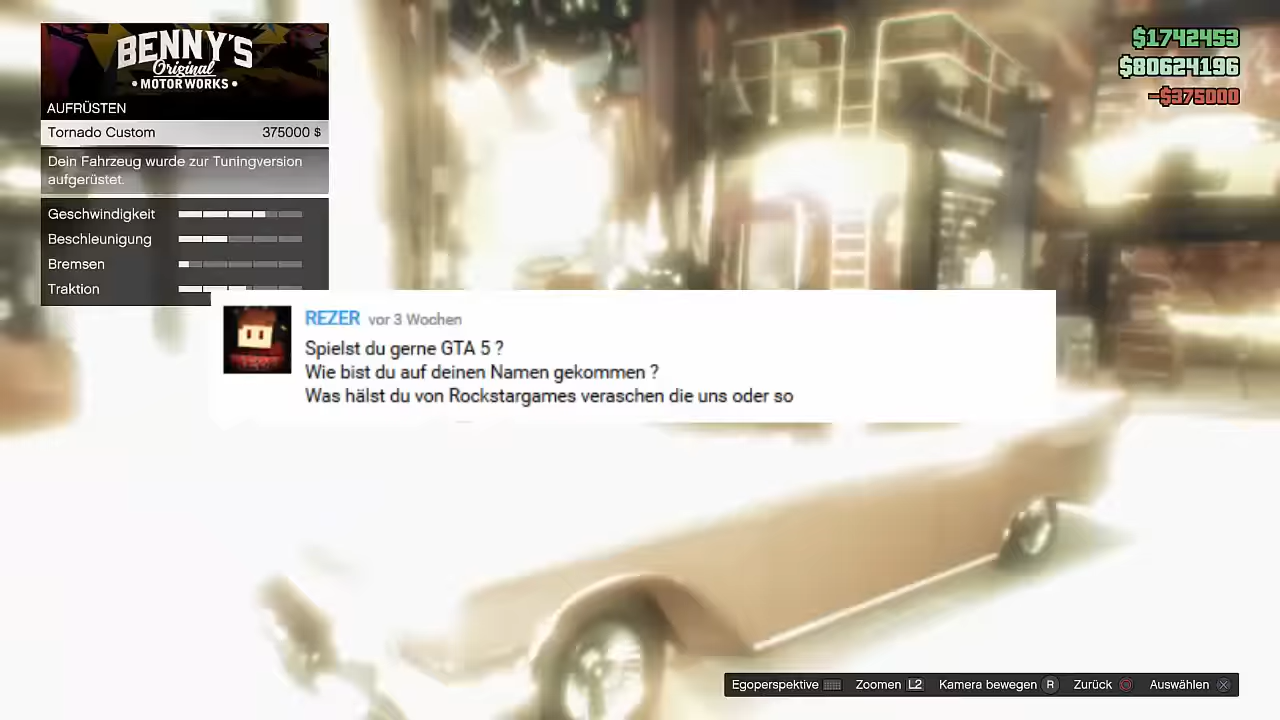 BENNY'S
Original
• MOTORWORKS •
AUFRÜSTEN
Tornado Custom 375000 $
Dein Fahrzeug wurde zur Tuningversion
aufgerüstet.
Geschwindigkeit
Beschleunigung
Bremsen
Traktion
$1742453
$80624196
-$375000
REZER vor 3 Wochen
Spielst du gerne GTA 5 ?
Wie bist du auf deinen Namen gekommen ?
Was hälst du von Rockstargames veraschen die uns oder so
Egoperspektive Zoomen L2 Kamera bewegen R Zurück Auswählen